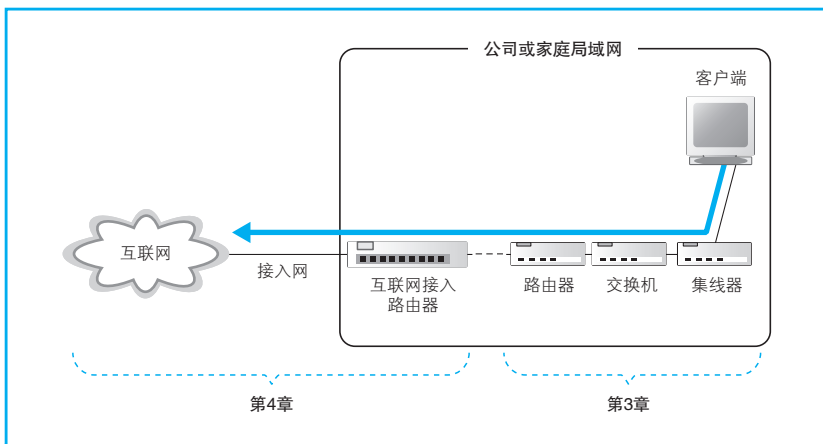 公司或家庭局域网
客户端
互联网
接入网
互联网接入
路由器
路由器
交换机
集线器
第4章
第3章